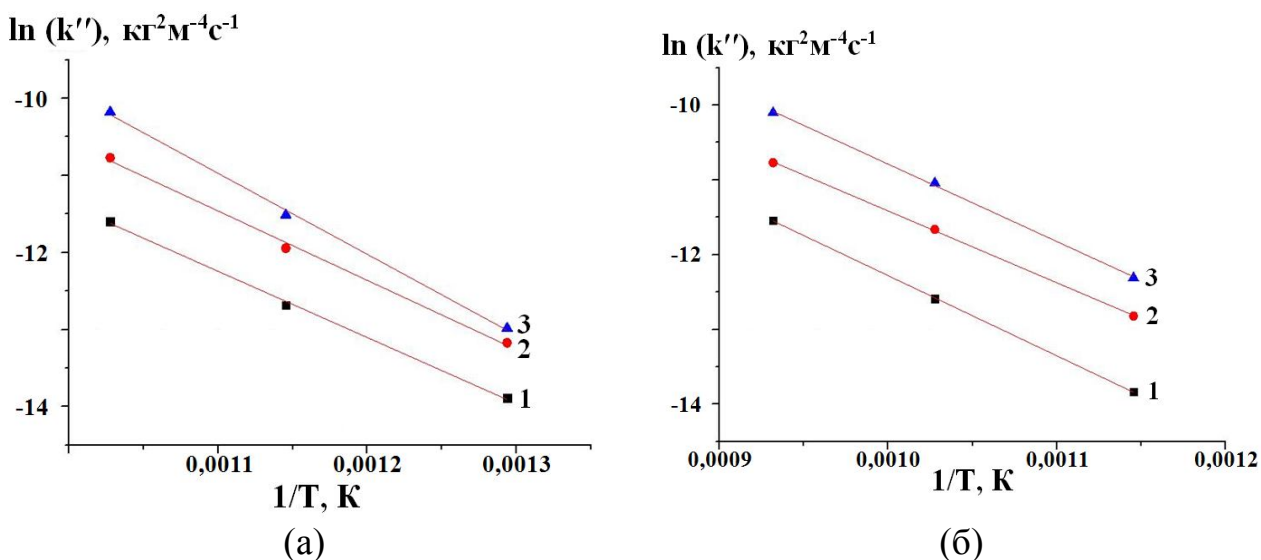 ln (k′′), кг²м⁻⁴с⁻¹
-10
-12
-14
3
2
1
0,0011 0,0012 0,0013
1/T, К
(а)
ln (k′′), кг²м⁻⁴с⁻¹
-10
-12
-14
3
2
1
0,0009 0,0010 0,0011 0,0012
1/T, К
(б)